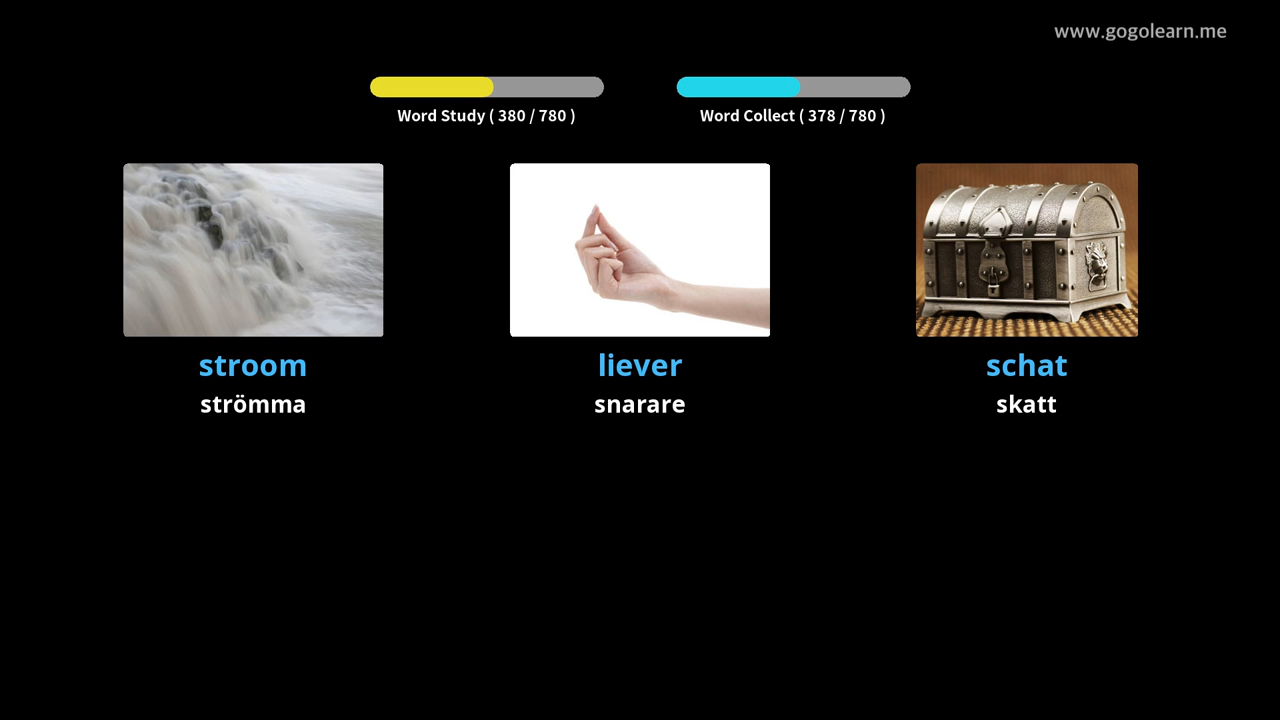 www.gogolearn.me
Word Study ( 380 / 780 )
Word Collect ( 378 / 780 )
stroom
liever
schat
strömma
snarare
skatt